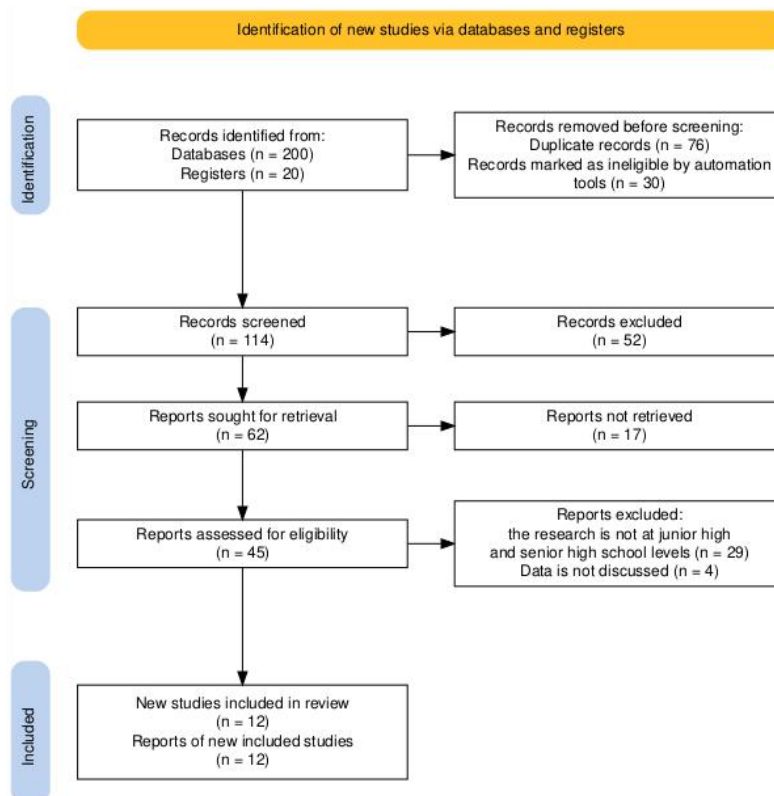 Identification of new studies via databases and registers
Identification
Records identified from:
Databases (n = 200)
Registers (n = 20)
Records removed before screening:
Duplicate records (n = 76)
Records marked as ineligible by automation
tools (n = 30)
Screening
Records screened
(n = 114)
Records excluded
(n = 52)
Reports sought for retrieval
(n = 62)
Reports not retrieved
(n = 17)
Reports assessed for eligibility
(n = 45)
Reports excluded:
the research is not at junior high
and senior high school levels (n = 29)
Data is not discussed (n = 4)
Included
New studies included in review
(n = 12)
Reports of new included studies
(n = 12)